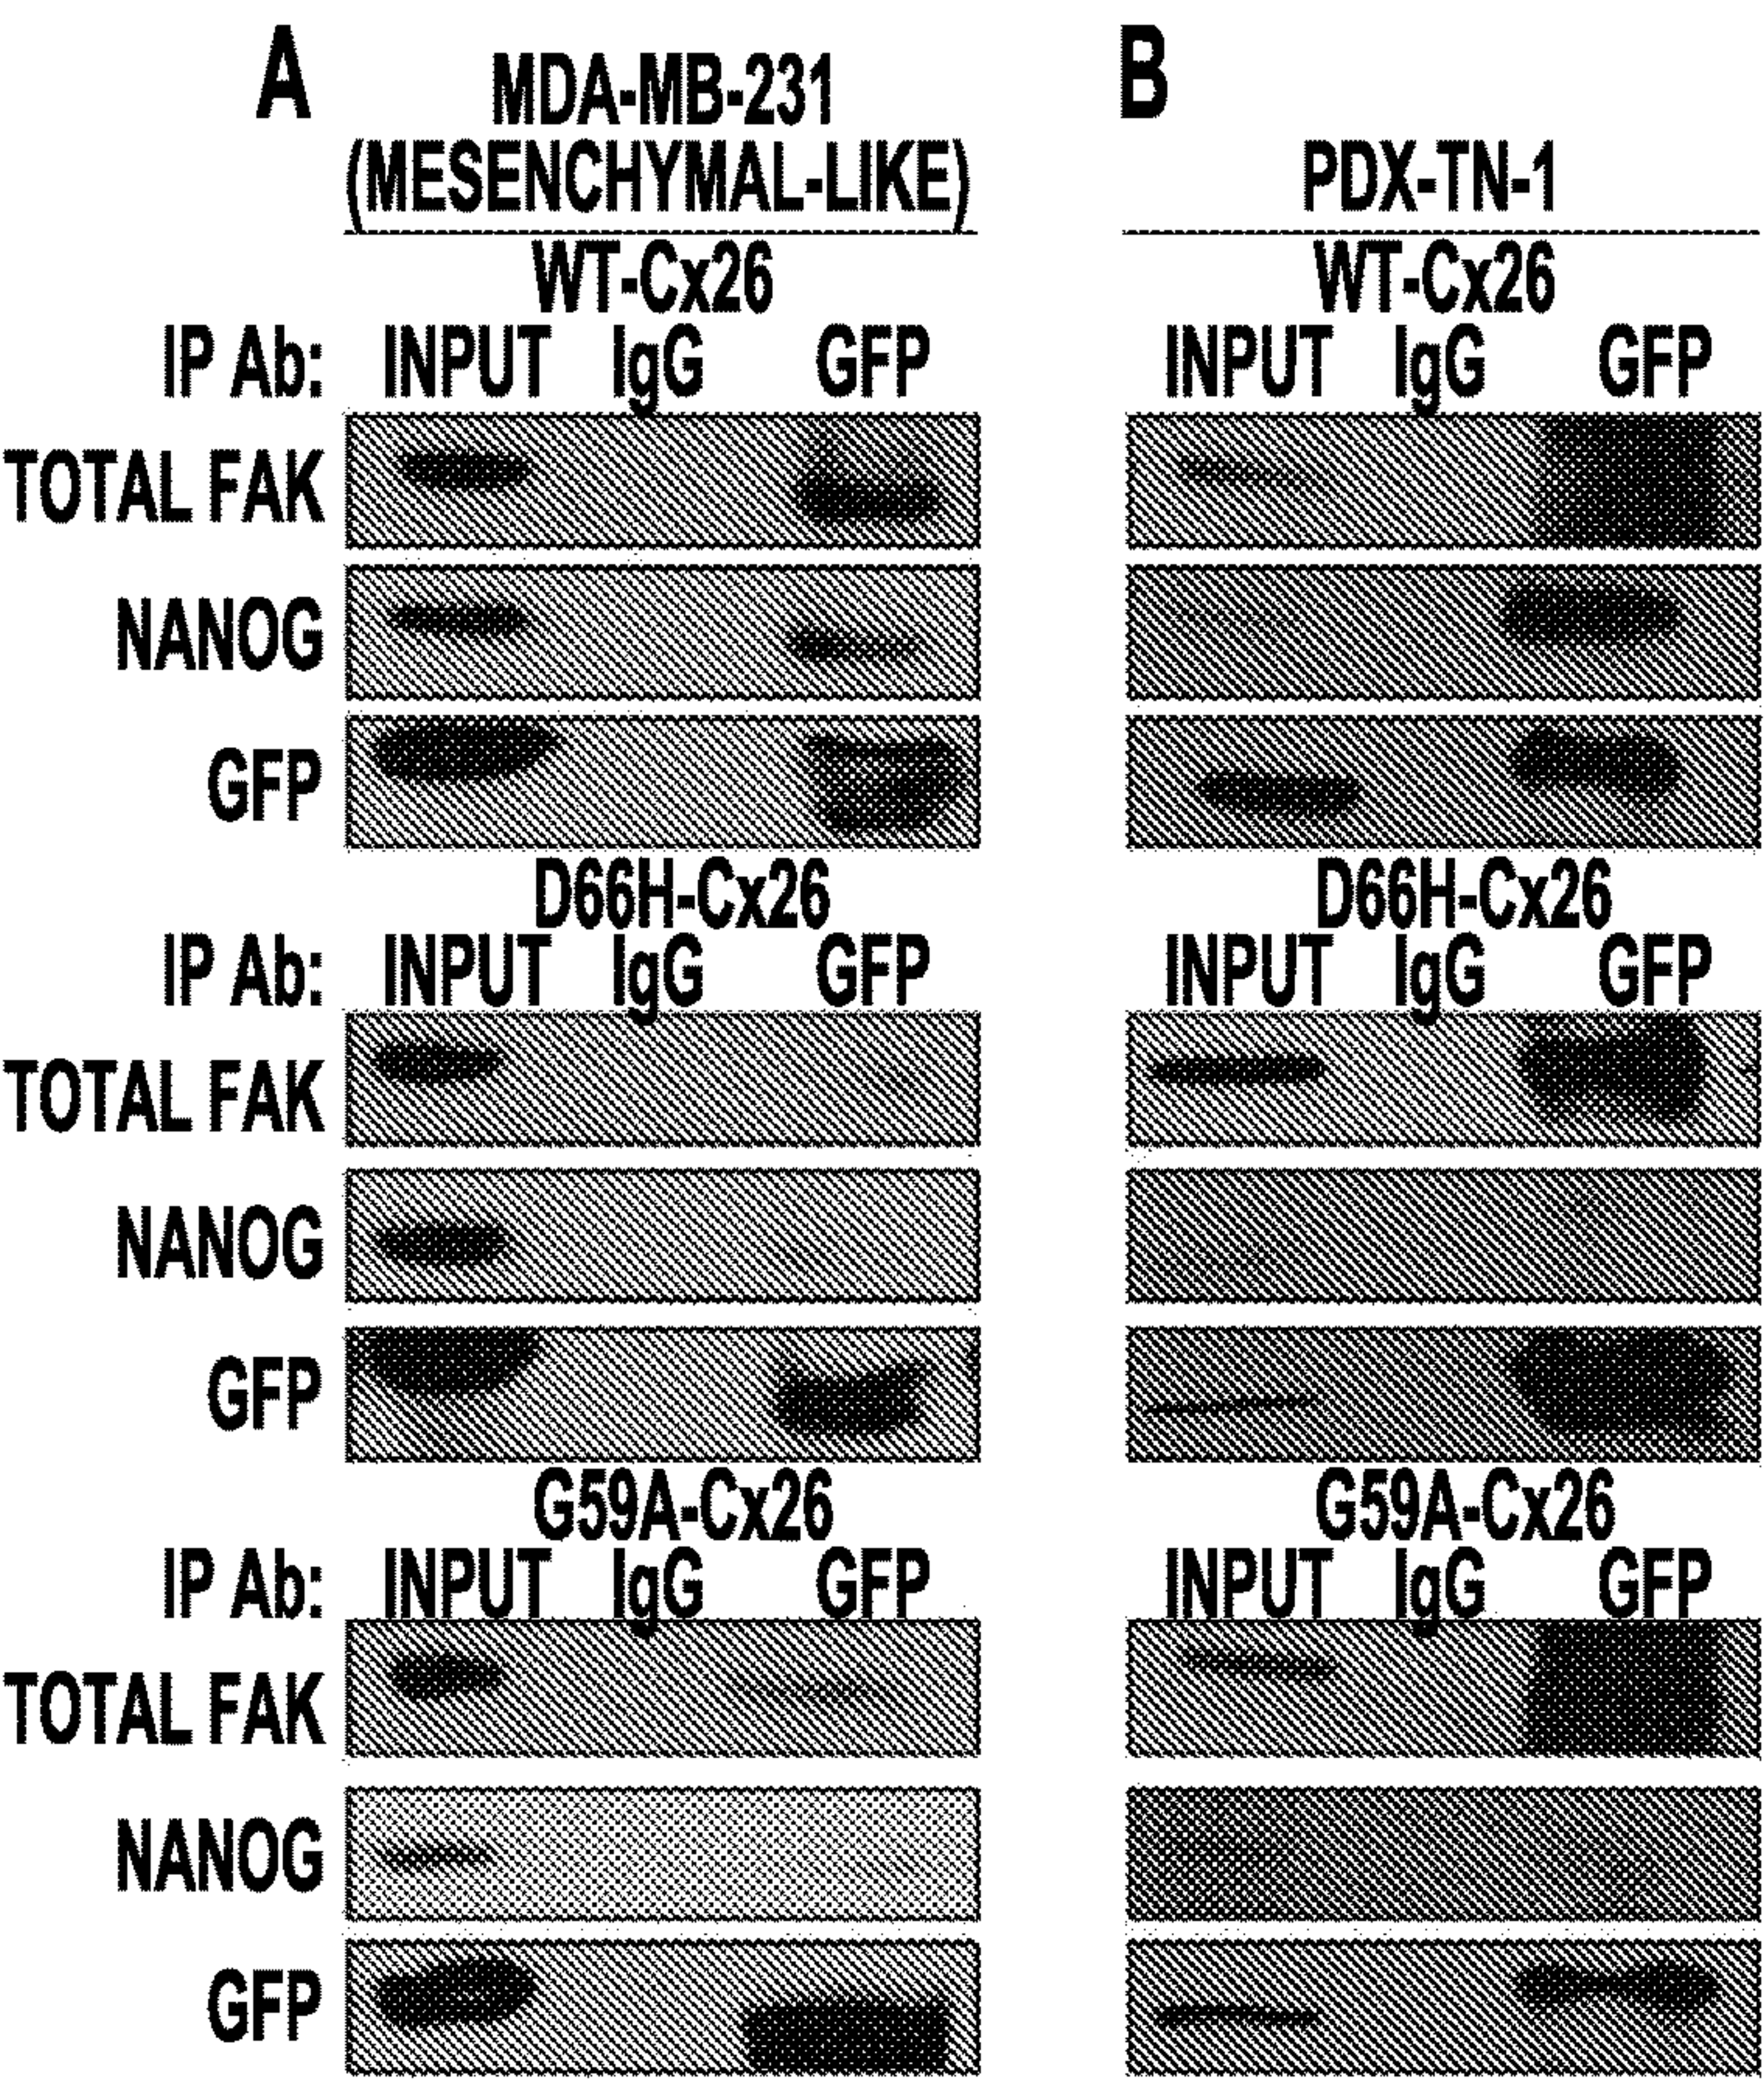 A
MDA-MB-231
(MESENCHYMAL-LIKE)
WT-Cx26
IP Ab: INPUT IgG GFP
TOTAL FAK
NANOG
GFP
D66H-Cx26
IP Ab: INPUT IgG GFP
TOTAL FAK
NANOG
GFP
G59A-Cx26
IP Ab: INPUT IgG GFP
TOTAL FAK
NANOG
GFP
B
PDX-TN-1
WT-Cx26
INPUT IgG GFP
D66H-Cx26
INPUT IgG GFP
G59A-Cx26
INPUT IgG GFP